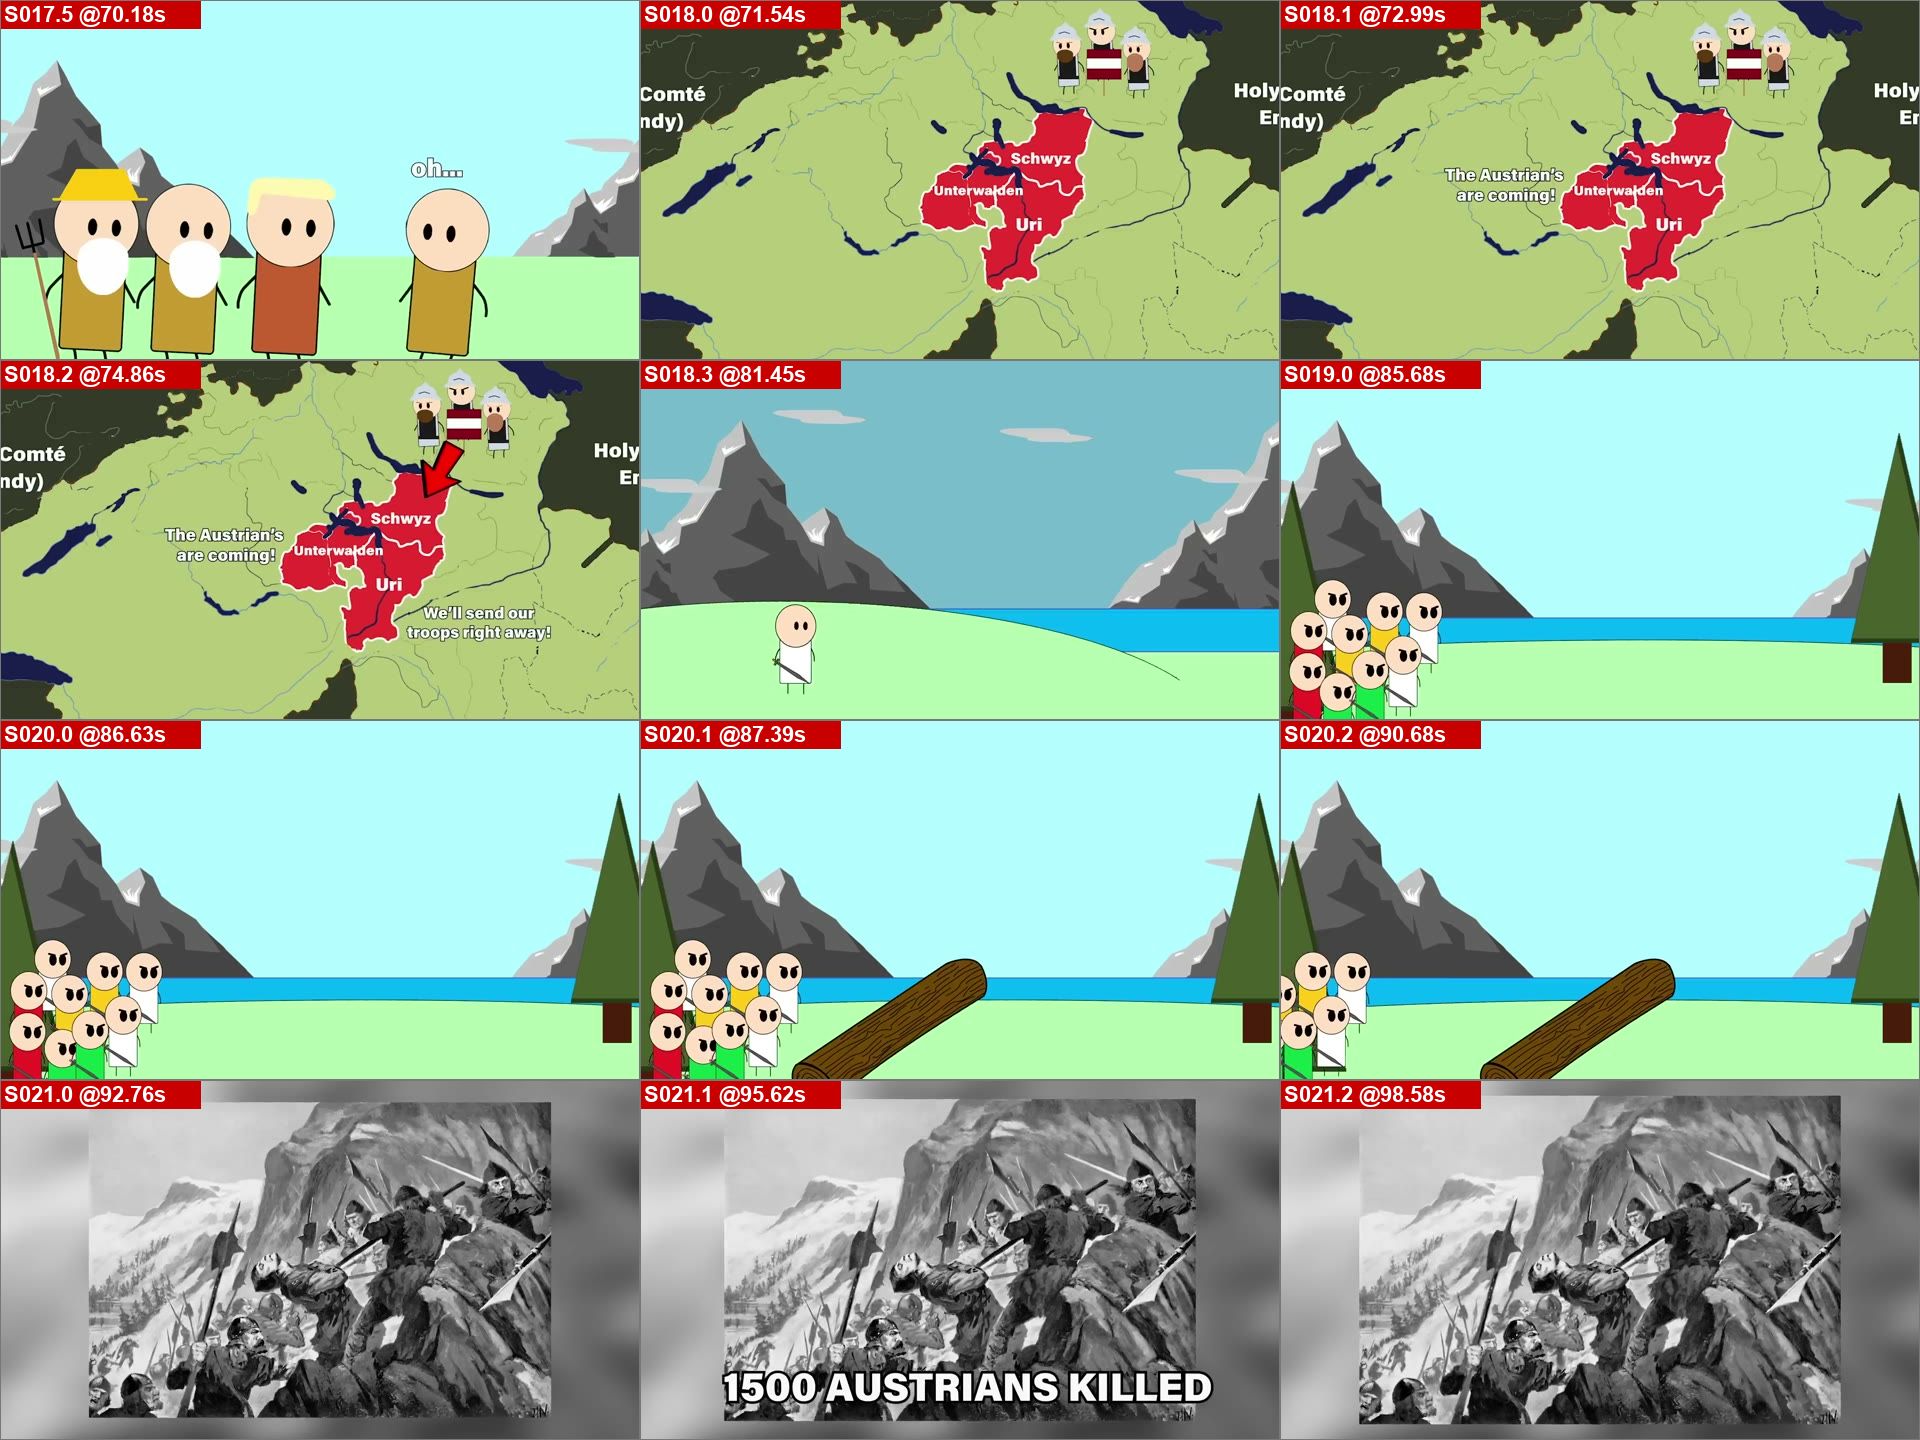 S017.5 @70.18s
oh...
S018.0 @71.54s
Comté
ndy)
Holy
Er
Schwyz
Unterwalden
Uri
S018.1 @72.99s
Comté
ndy)
Holy
Er
The Austrian's
are coming!
Schwyz
Unterwalden
Uri
S018.2 @74.86s
Comté
ndy)
Holy
Er
The Austrian's
are coming!
Schwyz
Unterwalden
Uri
We'll send our
troops right away!
S018.3 @81.45s
S019.0 @85.68s
S020.0 @86.63s
S020.1 @87.39s
S020.2 @90.68s
S021.0 @92.76s
S021.1 @95.62s
1500 AUSTRIANS KILLED
S021.2 @98.58s